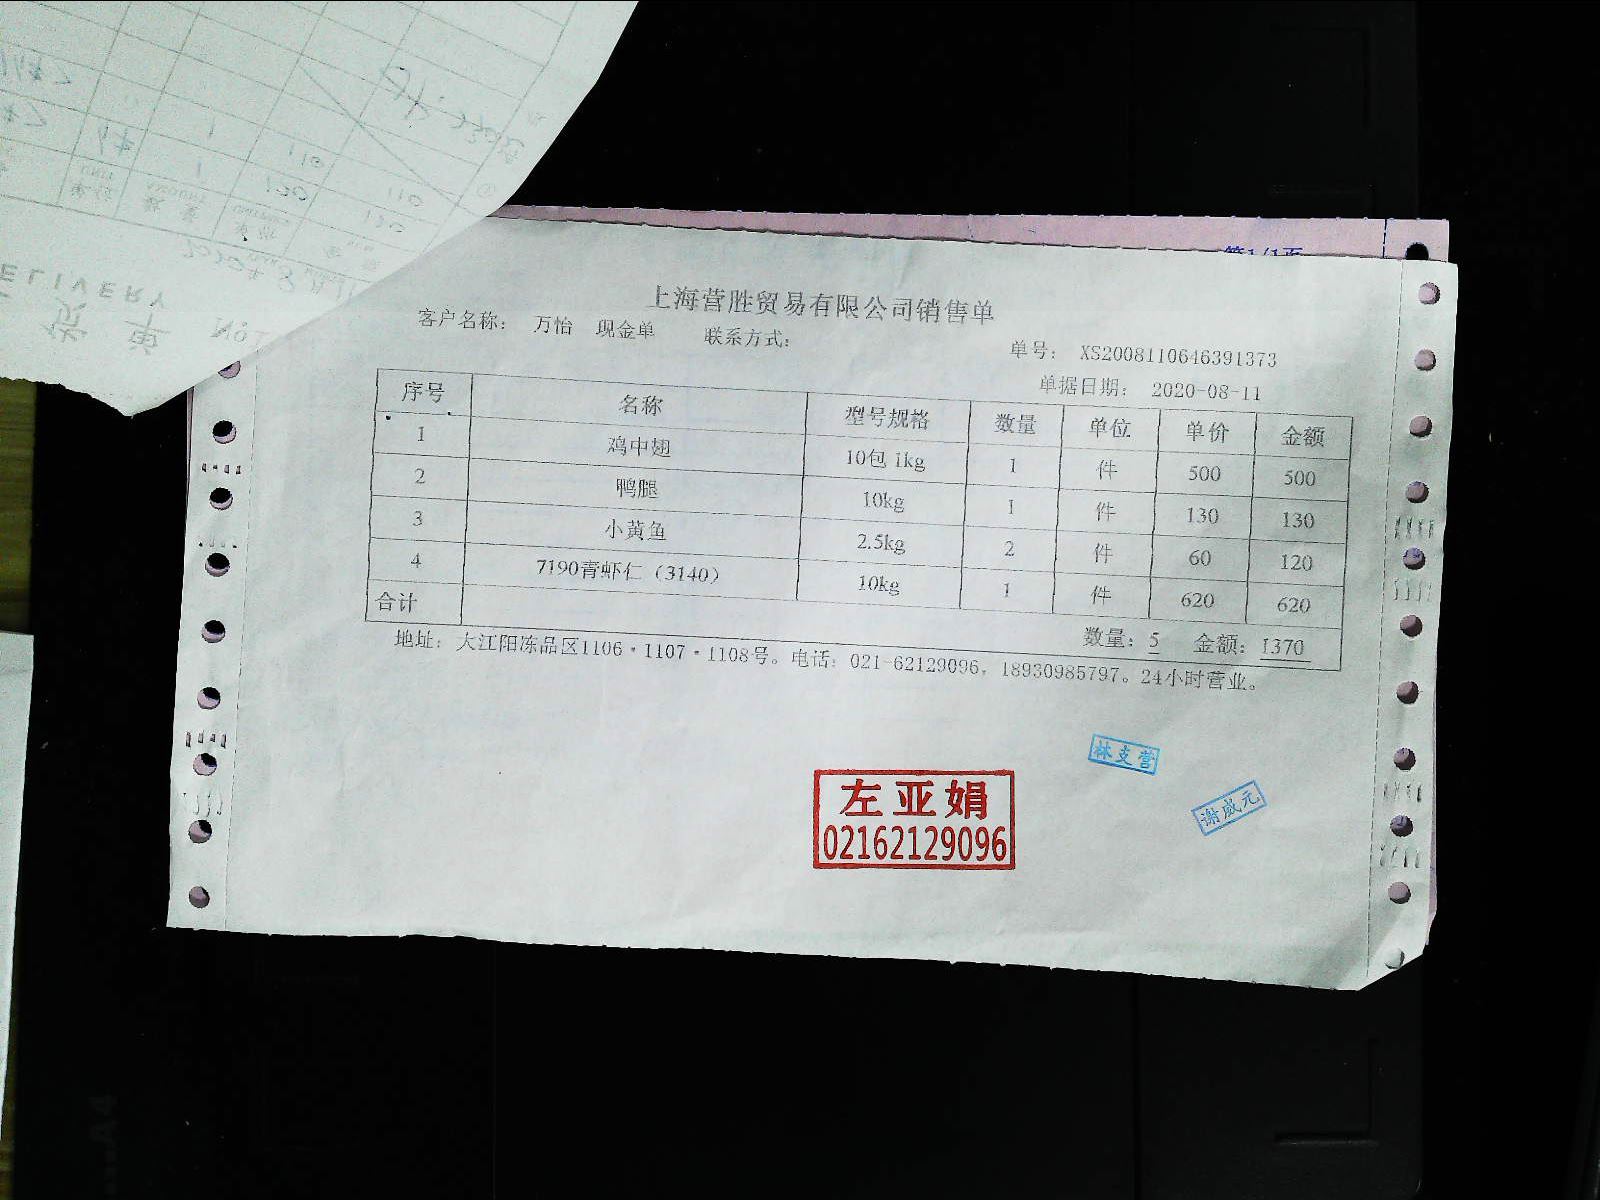 第1/1页
上海营胜贸易有限公司销售单
客户名称： 万怡 现金单 联系方式：
单号： XS2008110646391373
单据日期： 2020-08-11
序号 名称 型号规格 数量 单位 单价 金额
1 鸡中翅 10包 1kg 1 件 500 500
2 鸭腿 10kg 1 件 130 130
3 小黄鱼 2.5kg 2 件 60 120
4 7190青虾仁（3140） 10kg 1 件 620 620
合计 数量：5 金额：1370
地址：大江阳冻品区1106·1107·1108号。电话：021-62129096，18930985797。24小时营业。
林支营
谢威元
左亚娟
02162129096